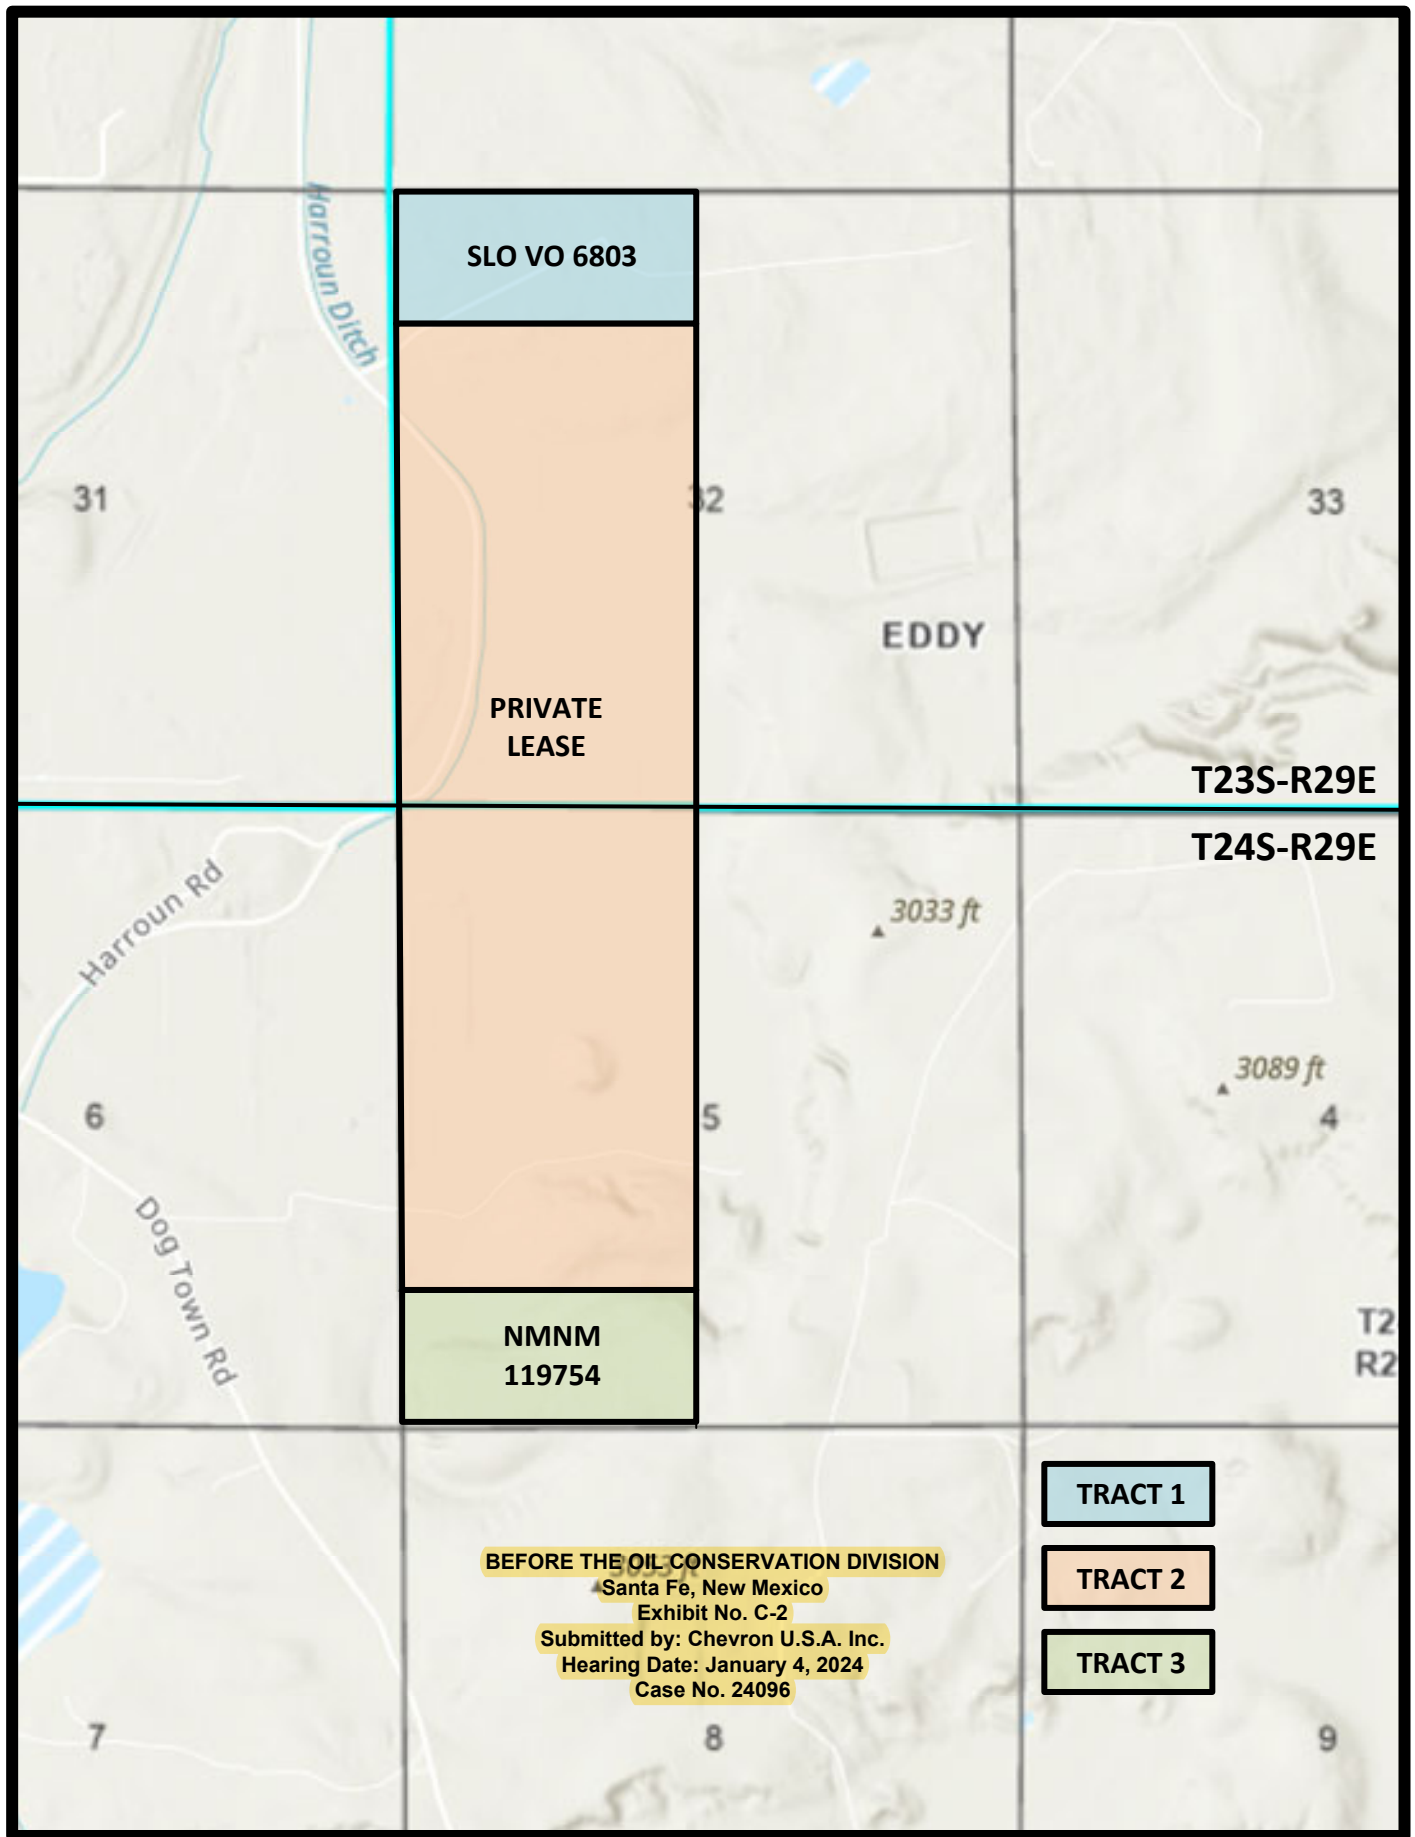 Harroun Ditch
SLO VO 6803
31
32
33
EDDY
PRIVATE
LEASE
T23S-R29E
T24S-R29E
Harroun Rd
3033 ft
3089 ft
6
5
4
Dog Town Rd
NMNM
119754
T2
R2
TRACT 1
TRACT 2
TRACT 3
BEFORE THE OIL CONSERVATION DIVISION
3033 ft
Santa Fe, New Mexico
Exhibit No. C-2
Submitted by: Chevron U.S.A. Inc.
Hearing Date: January 4, 2024
Case No. 24096
7
8
9